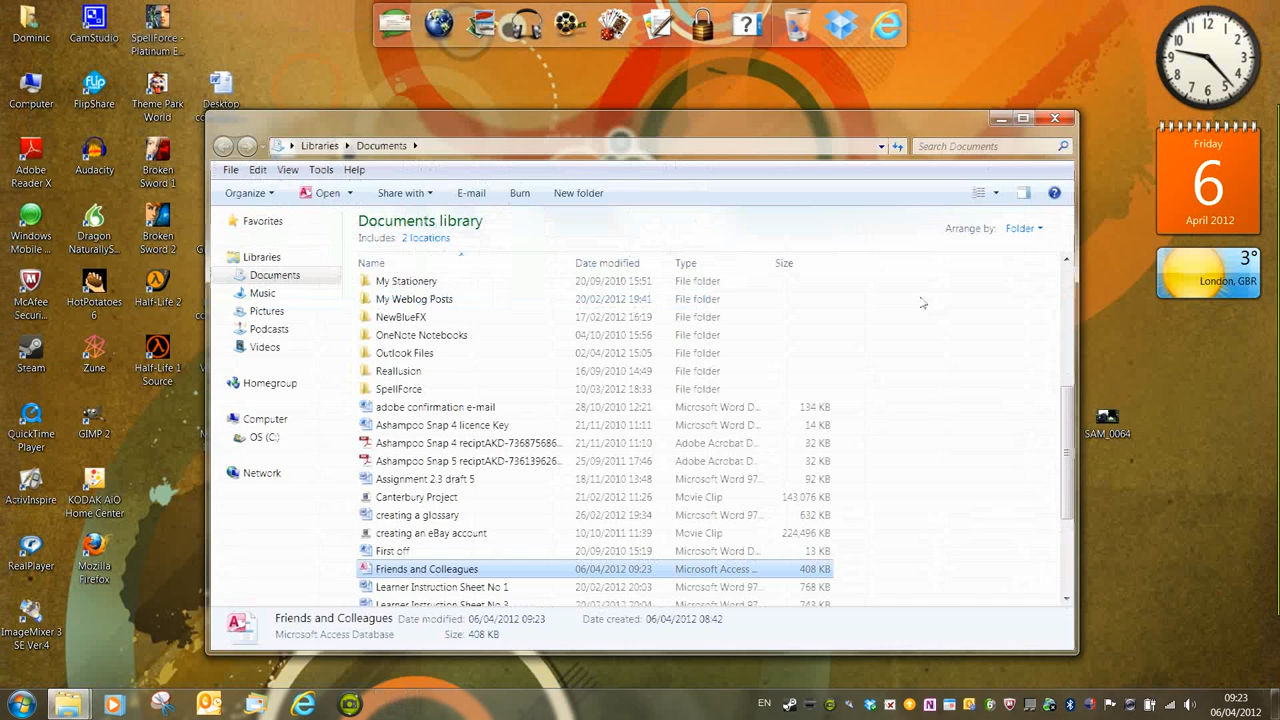 Dominic
CamStudio
SpellForce -
Platinum E...
Computer
FlipShare
Theme Park
World
Desktop
Adobe
Reader X
Audacity
Broken
Sword 1
Windows
Mobile ...
Dragon
NaturallyS...
Broken
Sword 2
McAfee
Securi...
HotPotatoes
6
Half-Life 2
Steam
Zune
Half-Life 1
Source
QuickTime
Player
GIMP 2
ActivInspire
KODAK AiO
Home Center
RealPlayer
Mozilla
Firefox
ImageMixer 3
SE Ver.4
Libraries
Documents
Search Documents
File Edit View Tools Help
Organize Open Share with E-mail Burn New folder
Favorites
Libraries
Documents
Music
Pictures
Podcasts
Videos
Homegroup
Computer
OS (C:)
Network
Documents library
Includes: 2 locations
Arrange by: Folder
Name Date modified Type Size
My Stationery 20/09/2010 15:51 File folder
My Weblog Posts 20/02/2012 19:41 File folder
NewBlueFX 17/02/2012 16:19 File folder
OneNote Notebooks 04/10/2010 15:56 File folder
Outlook Files 02/04/2012 15:05 File folder
Reallusion 16/09/2010 14:49 File folder
SpellForce 10/03/2012 18:33 File folder
adobe confirmation e-mail 28/10/2010 12:21 Microsoft Word D... 134 KB
Ashampoo Snap 4 licence Key 21/11/2010 11:11 Microsoft Word D... 14 KB
Ashampoo Snap 4 reciptAKD-736875686... 21/11/2010 11:10 Adobe Acrobat D... 32 KB
Ashampoo Snap 5 reciptAKD-736139626... 25/09/2011 17:46 Adobe Acrobat D... 32 KB
Assignment 2.3 draft 5 18/11/2010 13:48 Microsoft Word 97... 92 KB
Canterbury Project 21/02/2012 11:26 Movie Clip 143,076 KB
creating a glossary 26/02/2012 19:34 Microsoft Word 97... 632 KB
creating an eBay account 10/10/2011 11:39 Movie Clip 224,496 KB
First off 20/09/2010 15:19 Microsoft Word D... 13 KB
Friends and Colleagues 06/04/2012 09:23 Microsoft Access ... 408 KB
Learner Instruction Sheet No 1 20/02/2012 20:03 Microsoft Word 97... 768 KB
Friends and Colleagues Date modified: 06/04/2012 09:23 Date created: 06/04/2012 08:42
Microsoft Access Database Size: 408 KB
12
3
6
9
Friday
6
April 2012
3°
London, GBR
SAM_0064
EN
09:23
06/04/2012